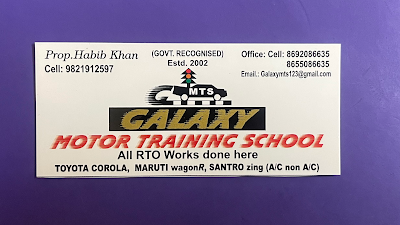 Prop.Habib Khan
Cell: 9821912597
(GOVT. RECOGNISED)
Estd. 2002
Office: Cell: 8692086635
8655086635
Email.: Galaxymts123@gmail.com
MTS
GALAXY
MOTOR TRAINING SCHOOL
All RTO Works done here
TOYOTA COROLA, MARUTI wagonR, SANTRO zing (A/C non A/C)